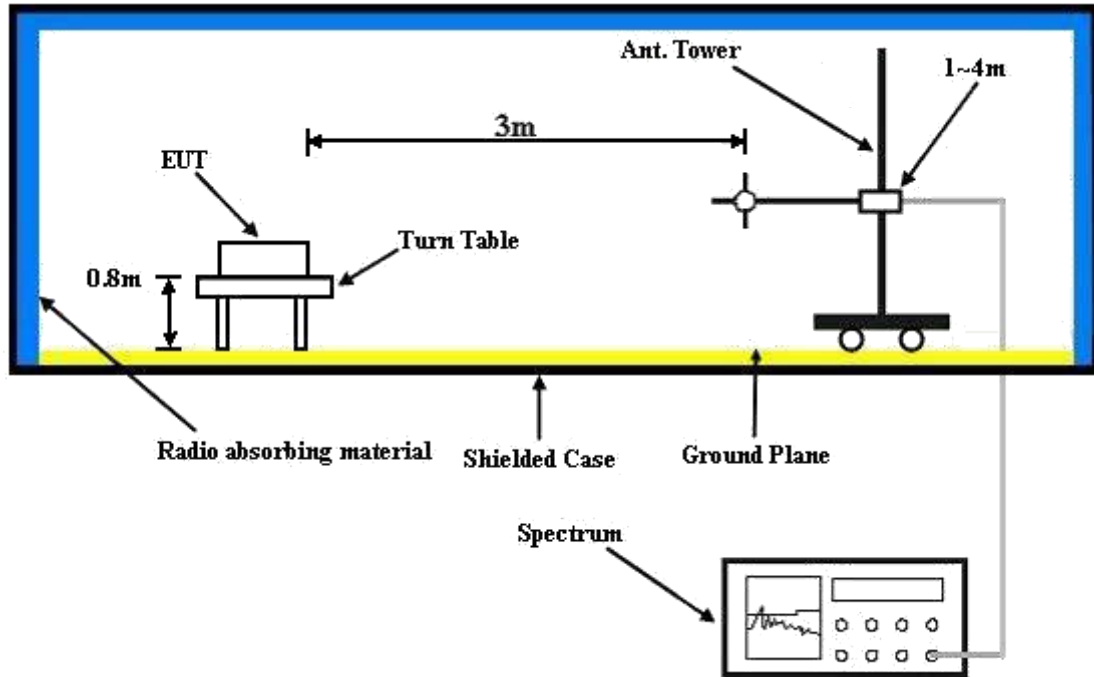 Ant. Tower
1~4m
3m
EUT
Turn Table
0.8m
Radio absorbing material
Shielded Case
Ground Plane
Spectrum